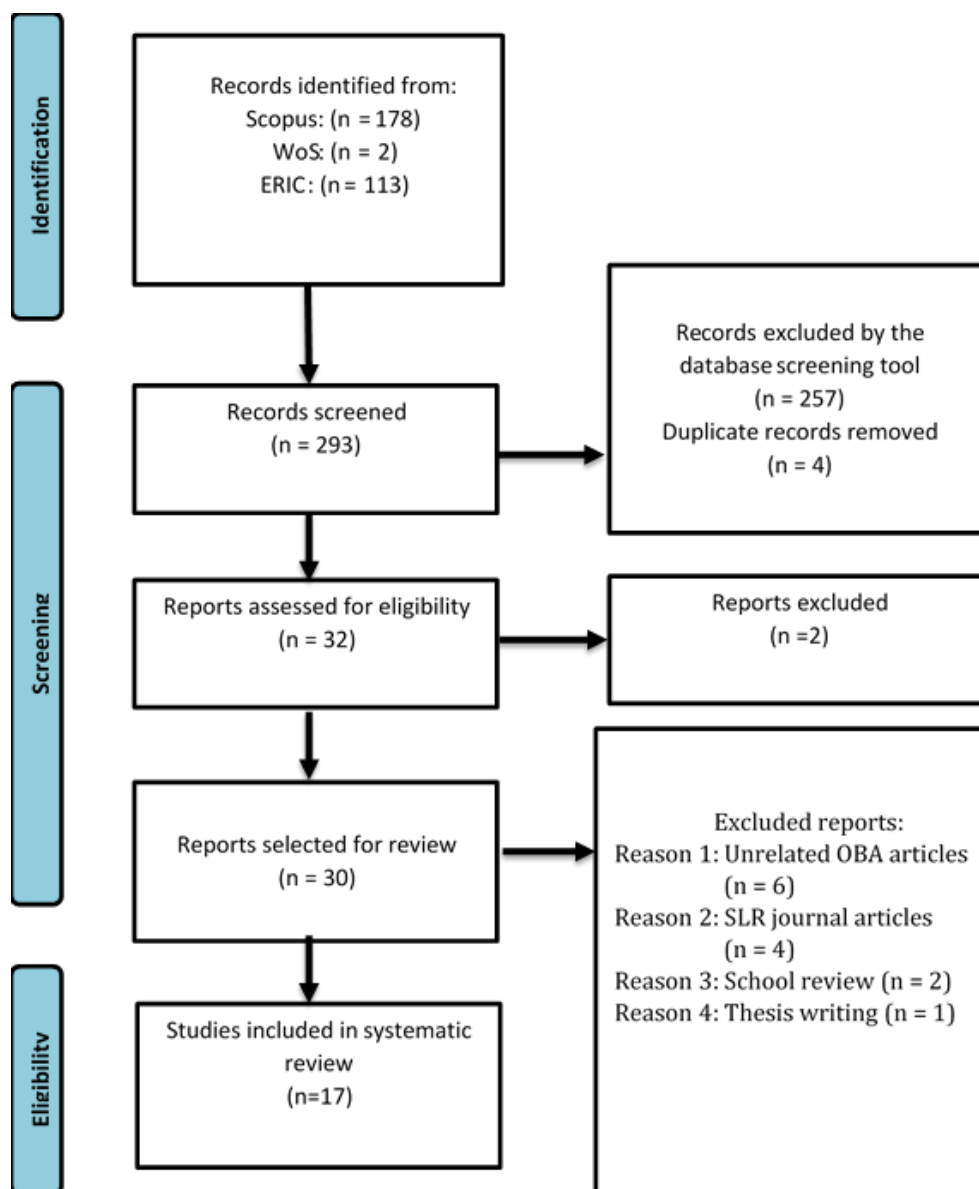 Identification
Records identified from:
Scopus: (n = 178)
WoS: (n = 2)
ERIC: (n = 113)
Records excluded by the
database screening tool
(n = 257)
Duplicate records removed
(n = 4)
Screening
Records screened
(n = 293)
Reports assessed for eligibility
(n = 32)
Reports excluded
(n =2)
Reports selected for review
(n = 30)
Excluded reports:
Reason 1: Unrelated OBA articles
(n = 6)
Reason 2: SLR journal articles
(n = 4)
Reason 3: School review (n = 2)
Reason 4: Thesis writing (n = 1)
Eligibility
Studies included in systematic
review
(n=17)